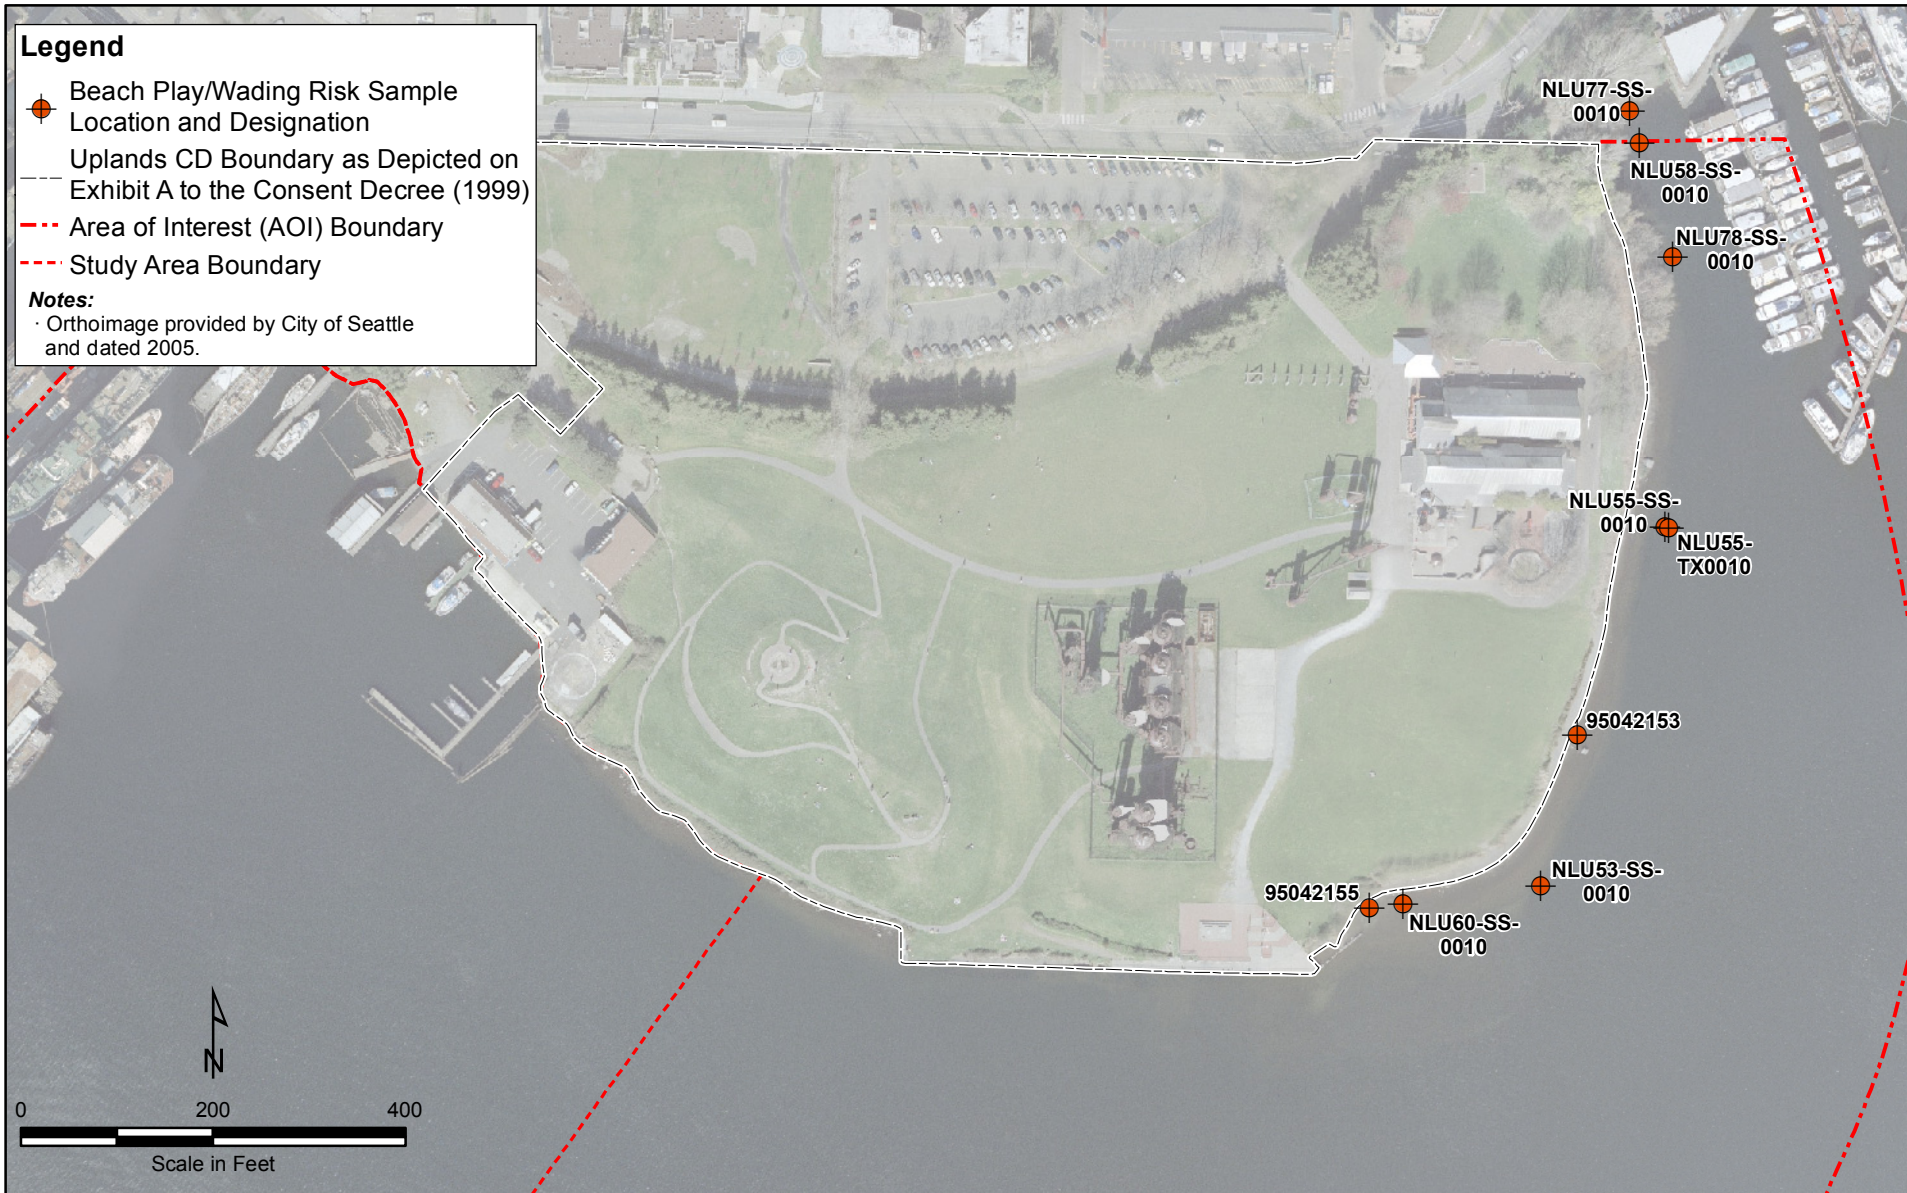 Legend
Beach Play/Wading Risk Sample
Location and Designation
Uplands CD Boundary as Depicted on
Exhibit A to the Consent Decree (1999)
Area of Interest (AOI) Boundary
Study Area Boundary
Notes:
· Orthoimage provided by City of Seattle
and dated 2005.
NLU77-SS-
0010
NLU58-SS-
0010
NLU78-SS-
0010
NLU55-SS-
0010
NLU55-
TX0010
95042153
NLU53-SS-
0010
95042155
NLU60-SS-
0010
N
0 200 400
Scale in Feet